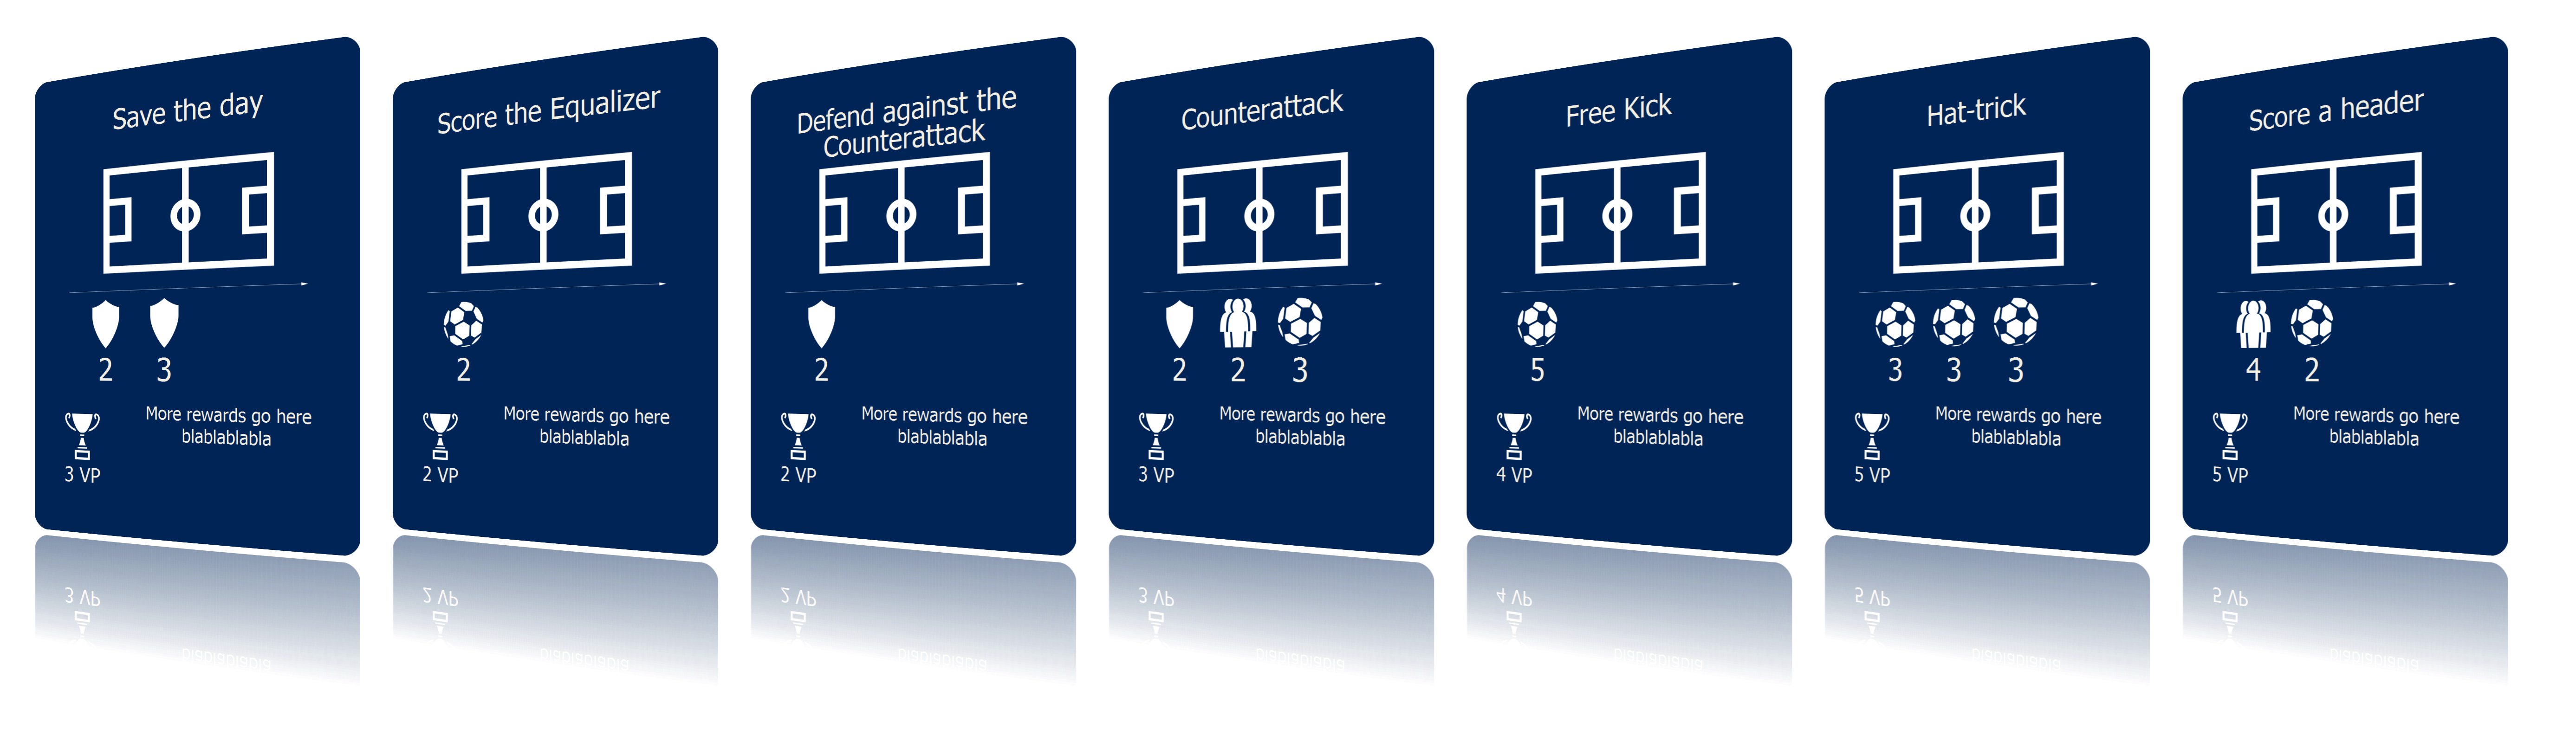 Save the day
2 3
More rewards go here
blablablabla
3 VP
Score the Equalizer
2
More rewards go here
blablablabla
2 VP
Defend against the
Counterattack
2
More rewards go here
blablablabla
2 VP
Counterattack
2 2 3
More rewards go here
blablablabla
3 VP
Free Kick
5
More rewards go here
blablablabla
4 VP
Hat-trick
3 3 3
More rewards go here
blablablabla
5 VP
Score a header
4 2
More rewards go here
blablablabla
5 VP